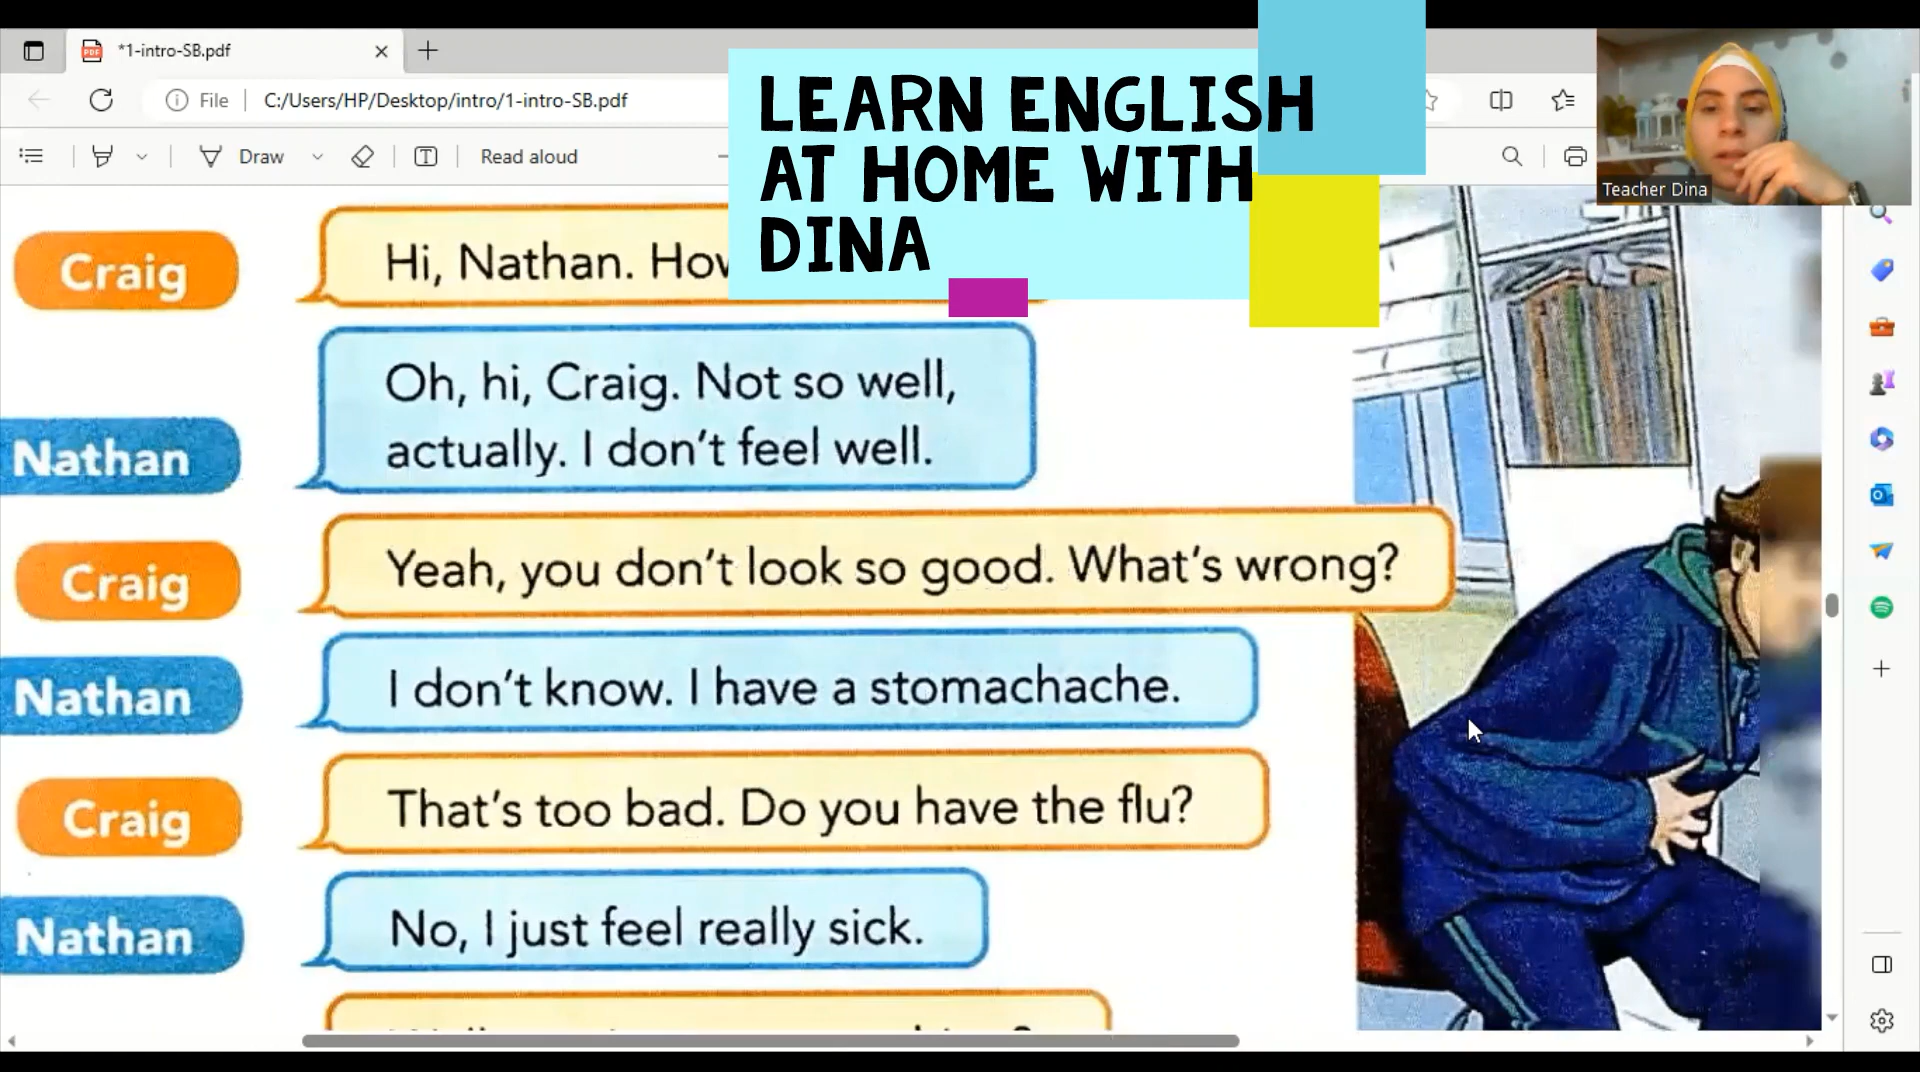 *1-intro-SB.pdf
File
C:/Users/HP/Desktop/intro/1-intro-SB.pdf
Draw
Read aloud
LEARN ENGLISH
AT HOME WITH
DINA
Teacher Dina
Craig
Hi, Nathan.
Nathan
Oh, hi, Craig. Not so well,
actually. I don't feel well.
Craig
Yeah, you don't look so good. What's wrong?
Nathan
I don't know. I have a stomachache.
Craig
That's too bad. Do you have the flu?
Nathan
No, I just feel really sick.